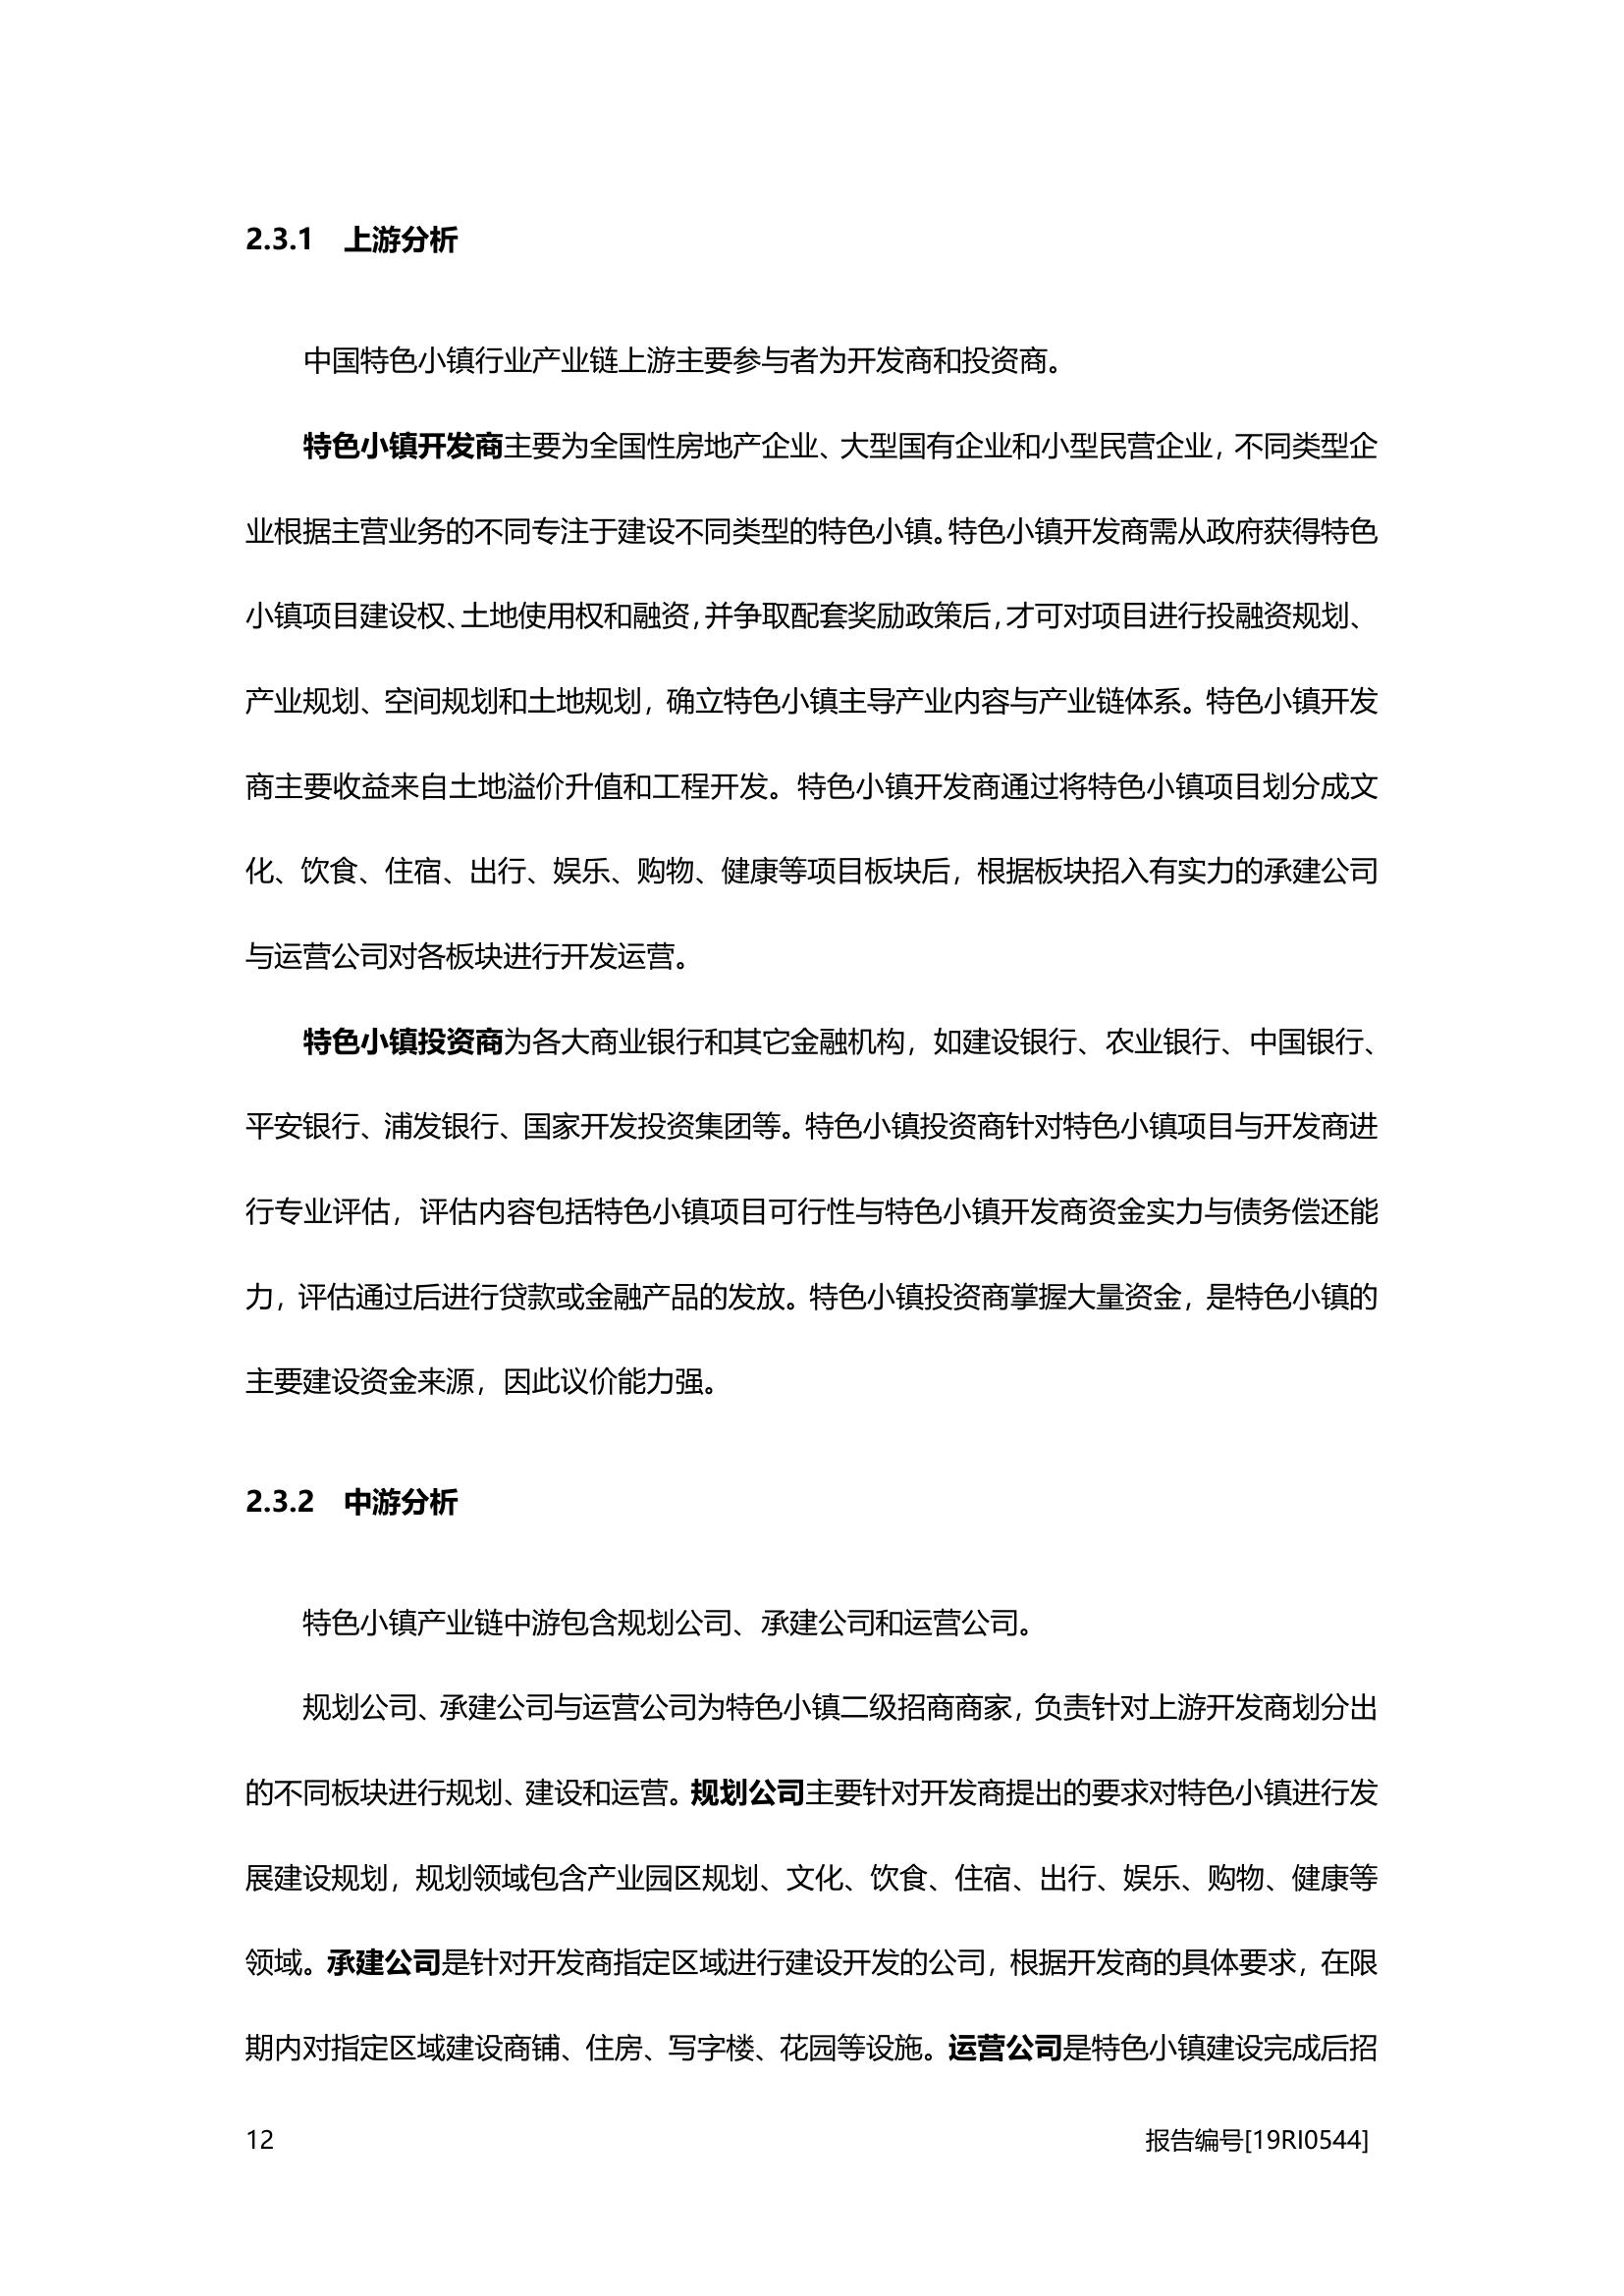 2.3.1 上游分析
中国特色小镇行业产业链上游主要参与者为开发商和投资商。
特色小镇开发商主要为全国性房地产企业、大型国有企业和小型民营企业，不同类型企
业根据主营业务的不同专注于建设不同类型的特色小镇。特色小镇开发商需从政府获得特色
小镇项目建设权、土地使用权和融资，并争取配套奖励政策后，才可对项目进行投融资规划、
产业规划、空间规划和土地规划，确立特色小镇主导产业内容与产业链体系。特色小镇开发
商主要收益来自土地溢价升值和工程开发。特色小镇开发商通过将特色小镇项目划分成文
化、饮食、住宿、出行、娱乐、购物、健康等项目板块后，根据板块招入有实力的承建公司
与运营公司对各板块进行开发运营。
特色小镇投资商为各大商业银行和其它金融机构，如建设银行、农业银行、中国银行、
平安银行、浦发银行、国家开发投资集团等。特色小镇投资商针对特色小镇项目与开发商进
行专业评估，评估内容包括特色小镇项目可行性与特色小镇开发商资金实力与债务偿还能
力，评估通过后进行贷款或金融产品的发放。特色小镇投资商掌握大量资金，是特色小镇的
主要建设资金来源，因此议价能力强。
2.3.2 中游分析
特色小镇产业链中游包含规划公司、承建公司和运营公司。
规划公司、承建公司与运营公司为特色小镇二级招商商家，负责针对上游开发商划分出
的不同板块进行规划、建设和运营。规划公司主要针对开发商提出的要求对特色小镇进行发
展建设规划，规划领域包含产业园区规划、文化、饮食、住宿、出行、娱乐、购物、健康等
领域。承建公司是针对开发商指定区域进行建设开发的公司，根据开发商的具体要求，在限
期内对指定区域建设商铺、住房、写字楼、花园等设施。运营公司是特色小镇建设完成后招
12 报告编号[19RI0544]